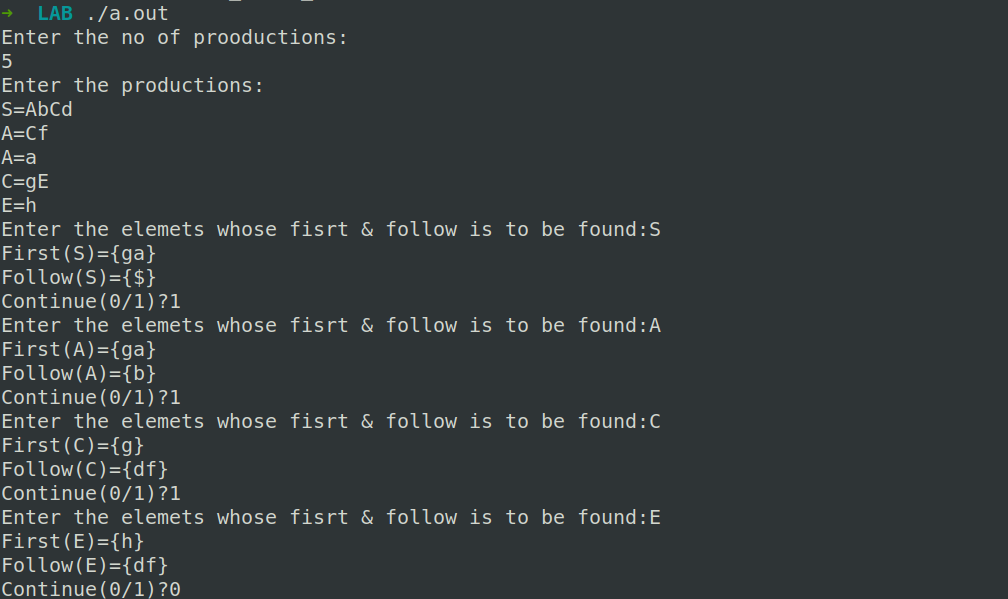 → LAB ./a.out
Enter the no of prooductions:
5
Enter the productions:
S=AbCd
A=Cf
A=a
C=gE
E=h
Enter the elemets whose fisrt & follow is to be found:S
First(S)={ga}
Follow(S)={$}
Continue(0/1)?1
Enter the elemets whose fisrt & follow is to be found:A
First(A)={ga}
Follow(A)={b}
Continue(0/1)?1
Enter the elemets whose fisrt & follow is to be found:C
First(C)={g}
Follow(C)={df}
Continue(0/1)?1
Enter the elemets whose fisrt & follow is to be found:E
First(E)={h}
Follow(E)={df}
Continue(0/1)?0